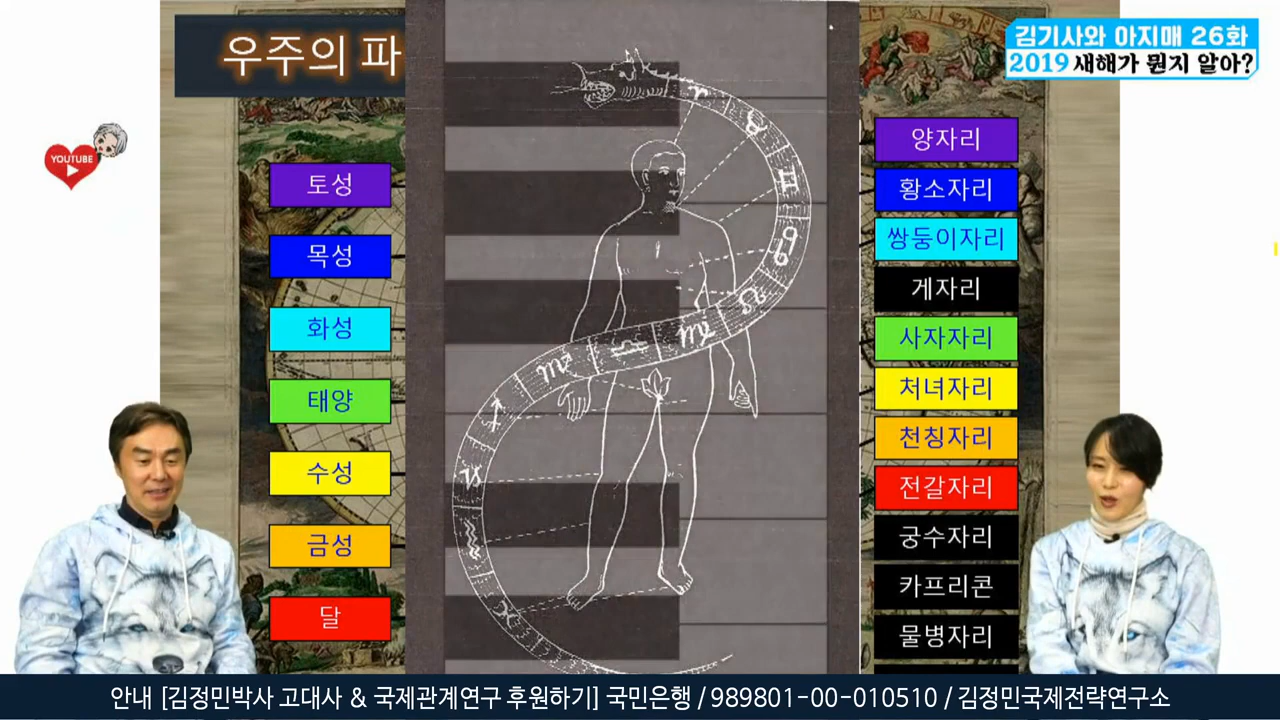 우주의 파
김기사와 아지매 26화
2019 새해가 뭔지 알아?
YOUTUBE
토성
목성
화성
태양
수성
금성
달
양자리
황소자리
쌍둥이자리
게자리
사자자리
처녀자리
천칭자리
전갈자리
궁수자리
카프리콘
물병자리
안내 [김정민박사 고대사 & 국제관계연구 후원하기] 국민은행 / 989801-00-010510 / 김정민국제전략연구소